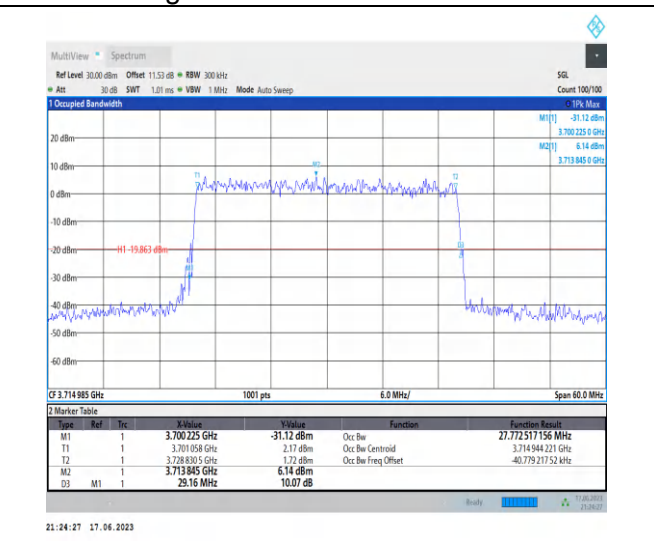 MultiView Spectrum
Ref Level 30.00 dBm Offset 11.53 dB RBW 300 kHz SGL
Att 30 dB SWT 1.01 ms VBW 1 MHz Mode Auto Sweep Count 100/100
1 Occupied Bandwidth 1Pk Max
M1[1] -31.12 dBm
3.700 225 0 GHz
20 dBm M2[1] 6.14 dBm
3.713 845 0 GHz
10 dBm M2
T1 T2
0 dBm
-10 dBm
-20 dBm H1 -19.863 dBm D3
-30 dBm
-40 dBm
-50 dBm
-60 dBm
CF 3.714 985 GHz 1001 pts 6.0 MHz/ Span 60.0 MHz
2 Marker Table
Type Ref Trc X-Value Y-Value Function Function Result
M1 1 3.700 225 GHz -31.12 dBm Occ Bw 27.772 517 156 MHz
T1 1 3.701 058 GHz 2.17 dBm Occ Bw Centroid 3.714 944 221 GHz
T2 1 3.728 830 5 GHz 1.72 dBm Occ Bw Freq Offset -40.779 217 52 kHz
M2 1 3.713 845 GHz 6.14 dBm
D3 M1 1 29.16 MHz 10.07 dB
Ready 17.06.2023
21:24:27
21:24:27 17.06.2023